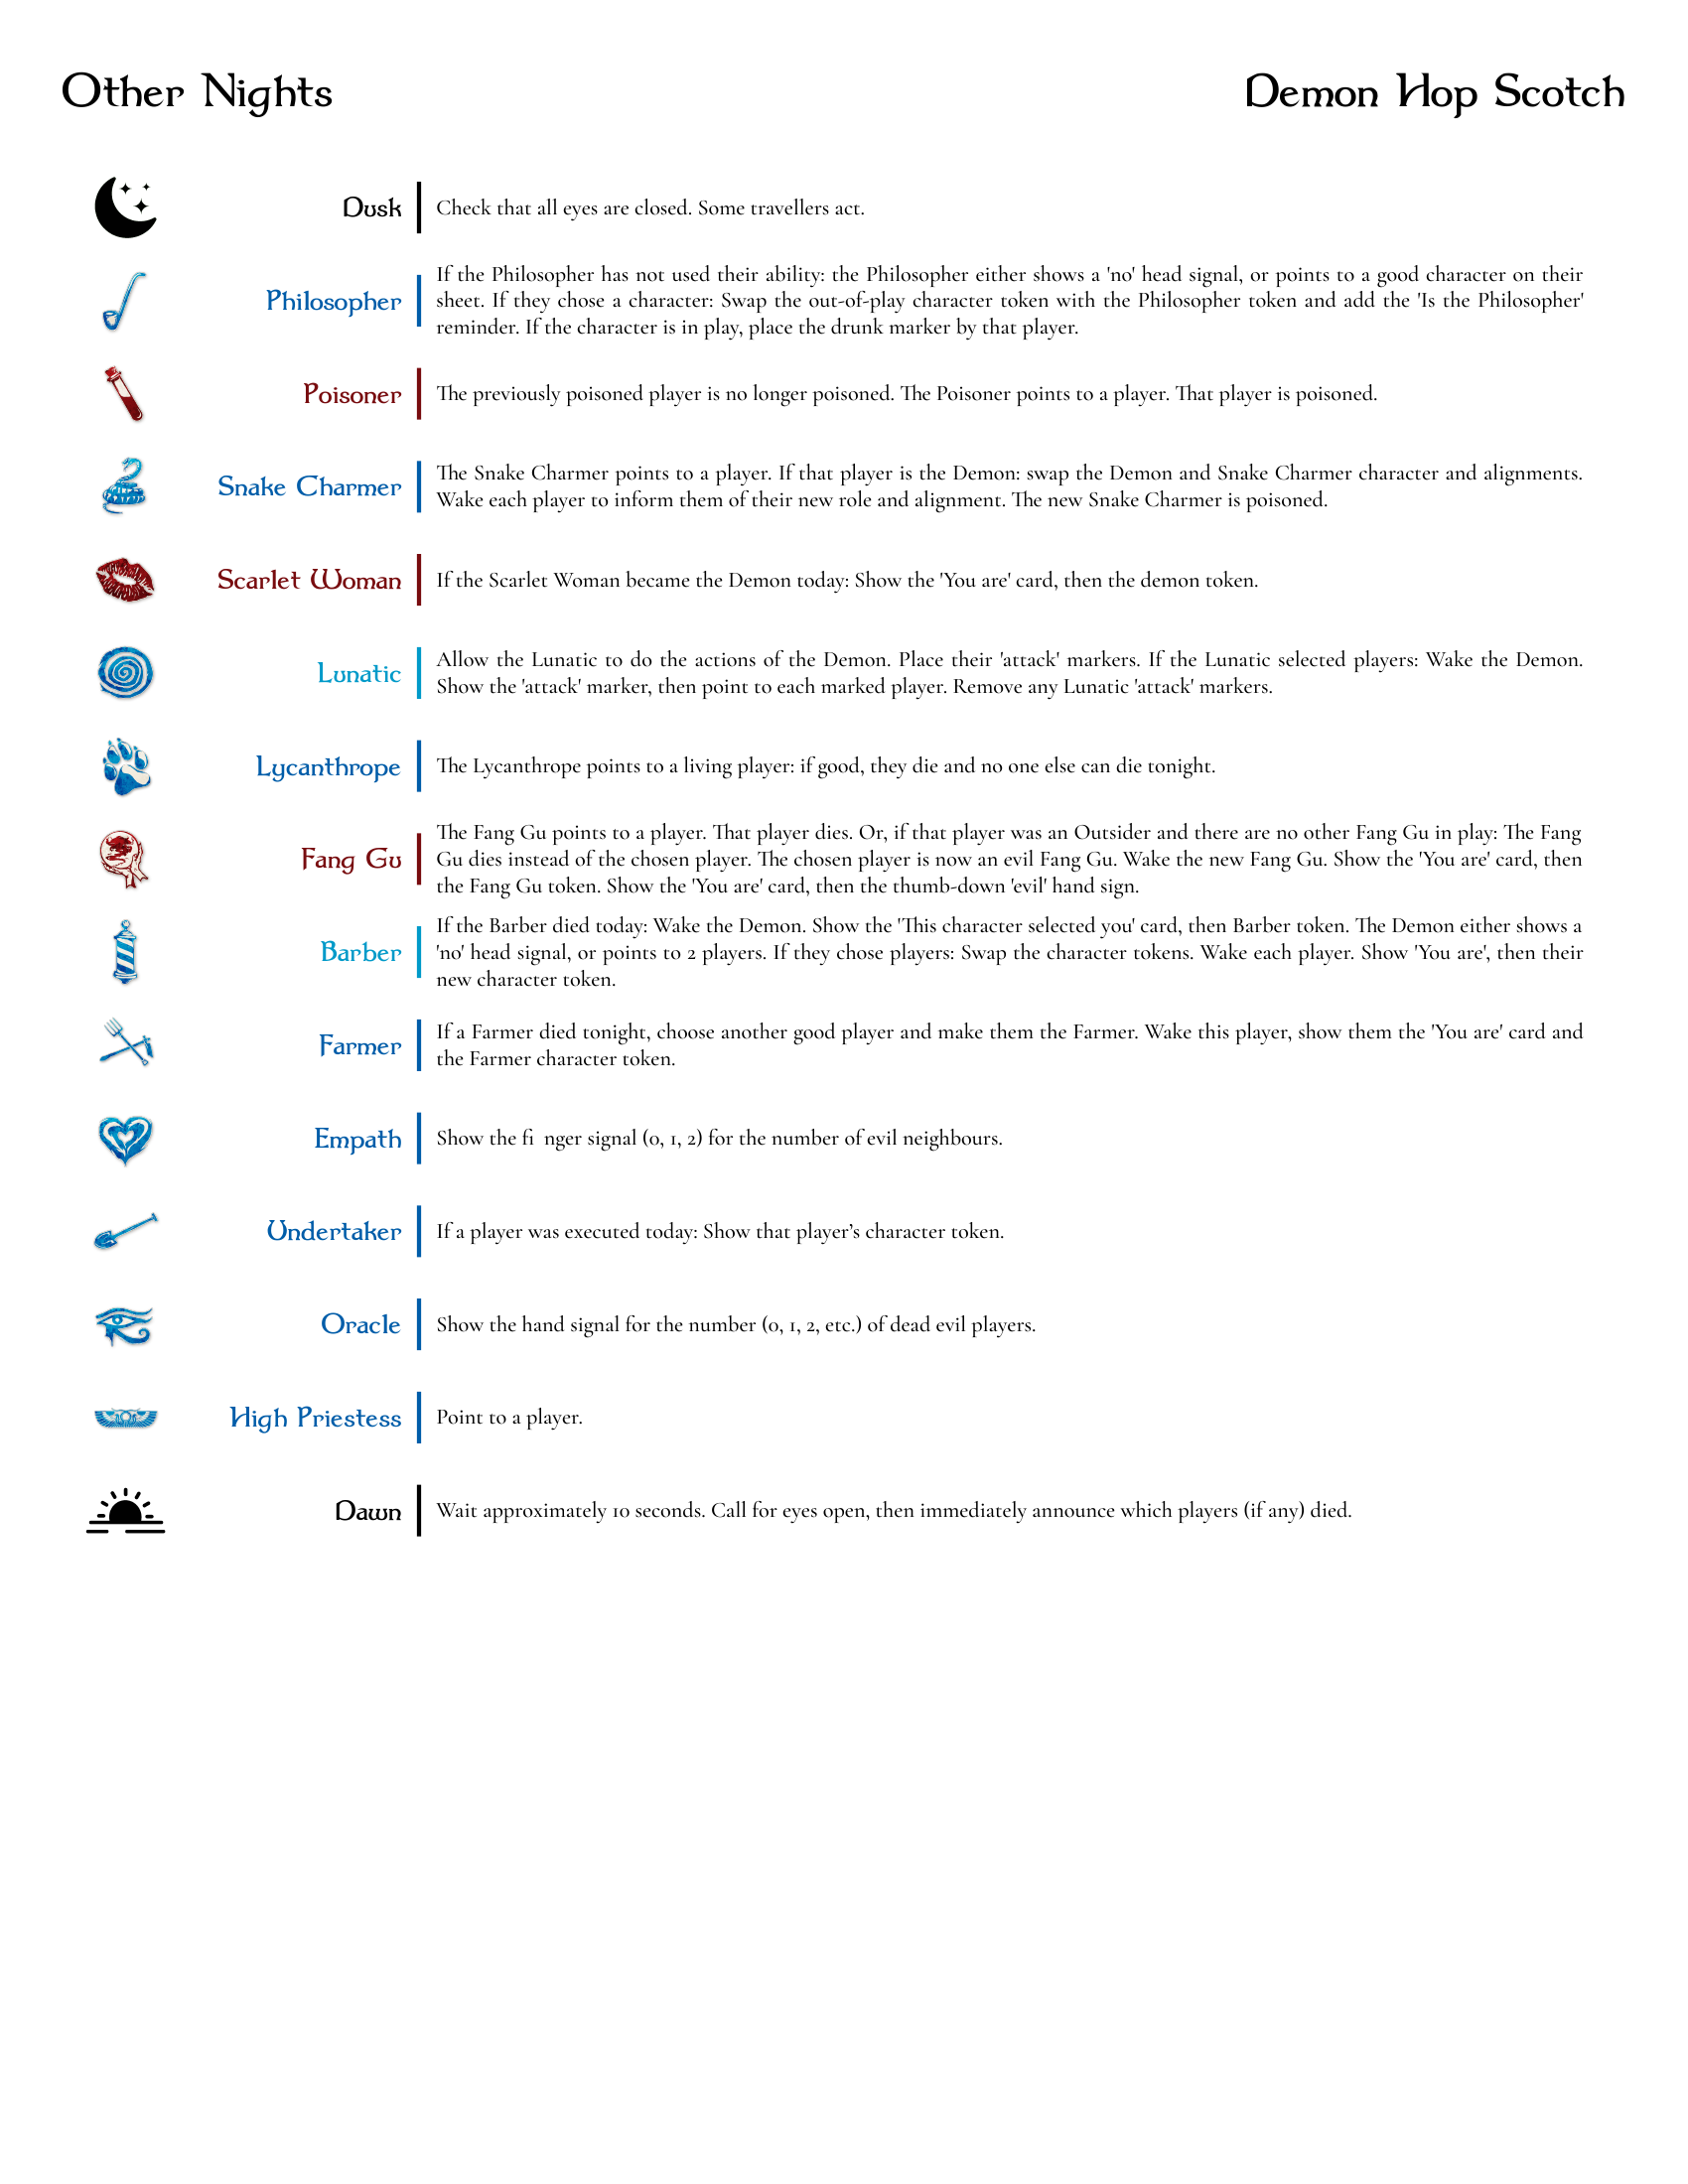 Other Nights
Demon Hop Scotch
Dusk
Check that all eyes are closed. Some travellers act.
Philosopher
If the Philosopher has not used their ability: the Philosopher either shows a 'no' head signal, or points to a good character on their
sheet. If they chose a character: Swap the out-of-play character token with the Philosopher token and add the 'Is the Philosopher'
reminder. If the character is in play, place the drunk marker by that player.
Poisoner
The previously poisoned player is no longer poisoned. The Poisoner points to a player. That player is poisoned.
Snake Charmer
The Snake Charmer points to a player. If that player is the Demon: swap the Demon and Snake Charmer character and alignments.
Wake each player to inform them of their new role and alignment. The new Snake Charmer is poisoned.
Scarlet Woman
If the Scarlet Woman became the Demon today: Show the 'You are' card, then the demon token.
Lunatic
Allow the Lunatic to do the actions of the Demon. Place their 'attack' markers. If the Lunatic selected players: Wake the Demon.
Show the 'attack' marker, then point to each marked player. Remove any Lunatic 'attack' markers.
Lycanthrope
The Lycanthrope points to a living player: if good, they die and no one else can die tonight.
Fang Gu
The Fang Gu points to a player. That player dies. Or, if that player was an Outsider and there are no other Fang Gu in play: The Fang
Gu dies instead of the chosen player. The chosen player is now an evil Fang Gu. Wake the new Fang Gu. Show the 'You are' card, then
the Fang Gu token. Show the 'You are' card, then the thumb-down 'evil' hand sign.
Barber
If the Barber died today: Wake the Demon. Show the 'This character selected you' card, then Barber token. The Demon either shows a
'no' head signal, or points to 2 players. If they chose players: Swap the character tokens. Wake each player. Show 'You are', then their
new character token.
Farmer
If a Farmer died tonight, choose another good player and make them the Farmer. Wake this player, show them the 'You are' card and
the Farmer character token.
Empath
Show the fi nger signal (0, 1, 2) for the number of evil neighbours.
Undertaker
If a player was executed today: Show that player’s character token.
Oracle
Show the hand signal for the number (0, 1, 2, etc.) of dead evil players.
High Priestess
Point to a player.
Dawn
Wait approximately 10 seconds. Call for eyes open, then immediately announce which players (if any) died.